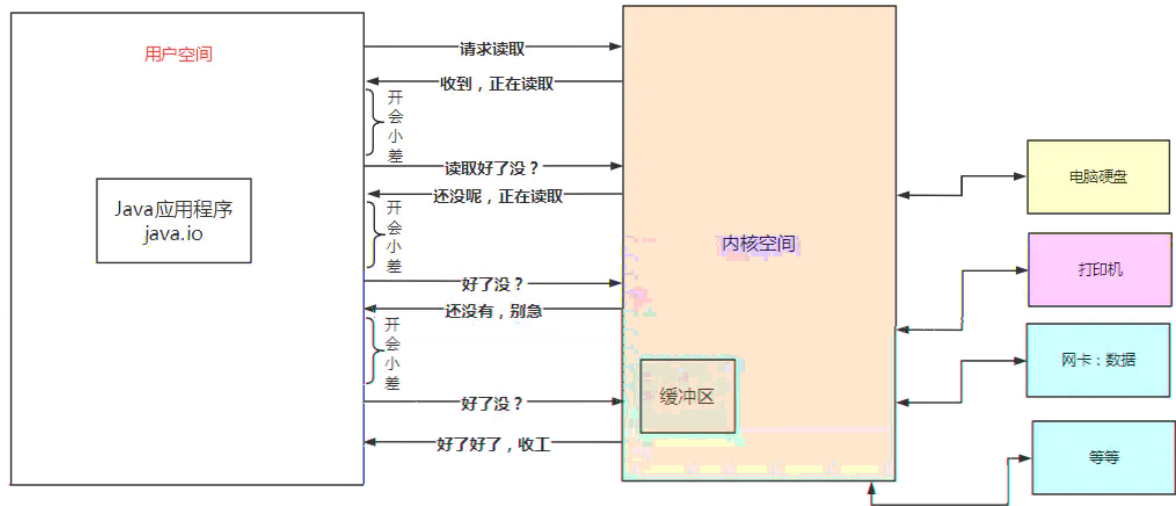 用户空间
Java应用程序
java.io
请求读取
收到，正在读取
开会小差
读取好了没？
还没呢，正在读取
开会小差
好了没？
还没有，别急
开会小差
好了没？
好了好了，收工
内核空间
缓冲区
电脑硬盘
打印机
网卡：数据
等等